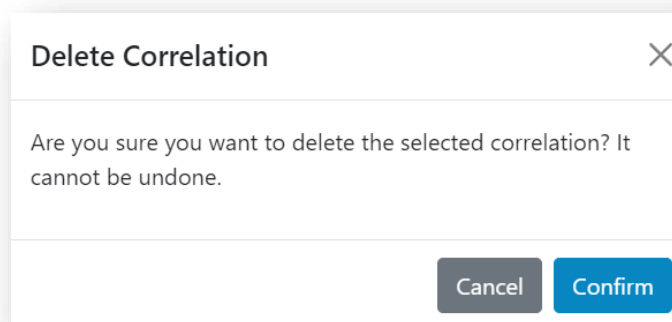 Delete Correlation
Are you sure you want to delete the selected correlation? It
cannot be undone.
Cancel Confirm